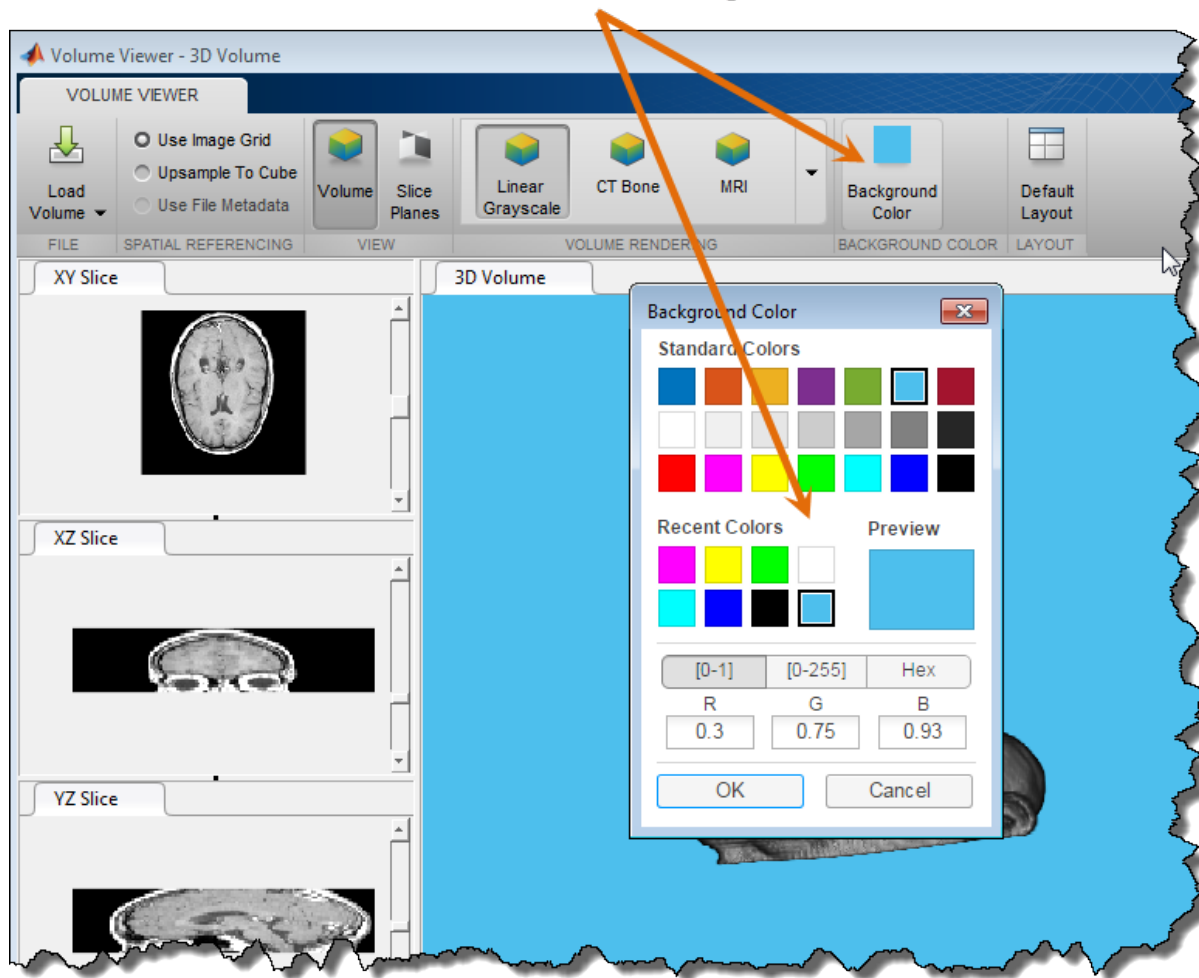 Volume Viewer - 3D Volume
VOLUME VIEWER
Load
Volume
Use Image Grid
Upsample To Cube
Use File Metadata
Volume
Slice
Planes
Linear
Grayscale
CT Bone
MRI
Background
Color
Default
Layout
FILE
SPATIAL REFERENCING
VIEW
VOLUME RENDERING
BACKGROUND COLOR
LAYOUT
XY Slice
3D Volume
XZ Slice
YZ Slice
Background Color
Standard Colors
Recent Colors
Preview
[0-1] [0-255] Hex
R G B
0.3 0.75 0.93
OK Cancel